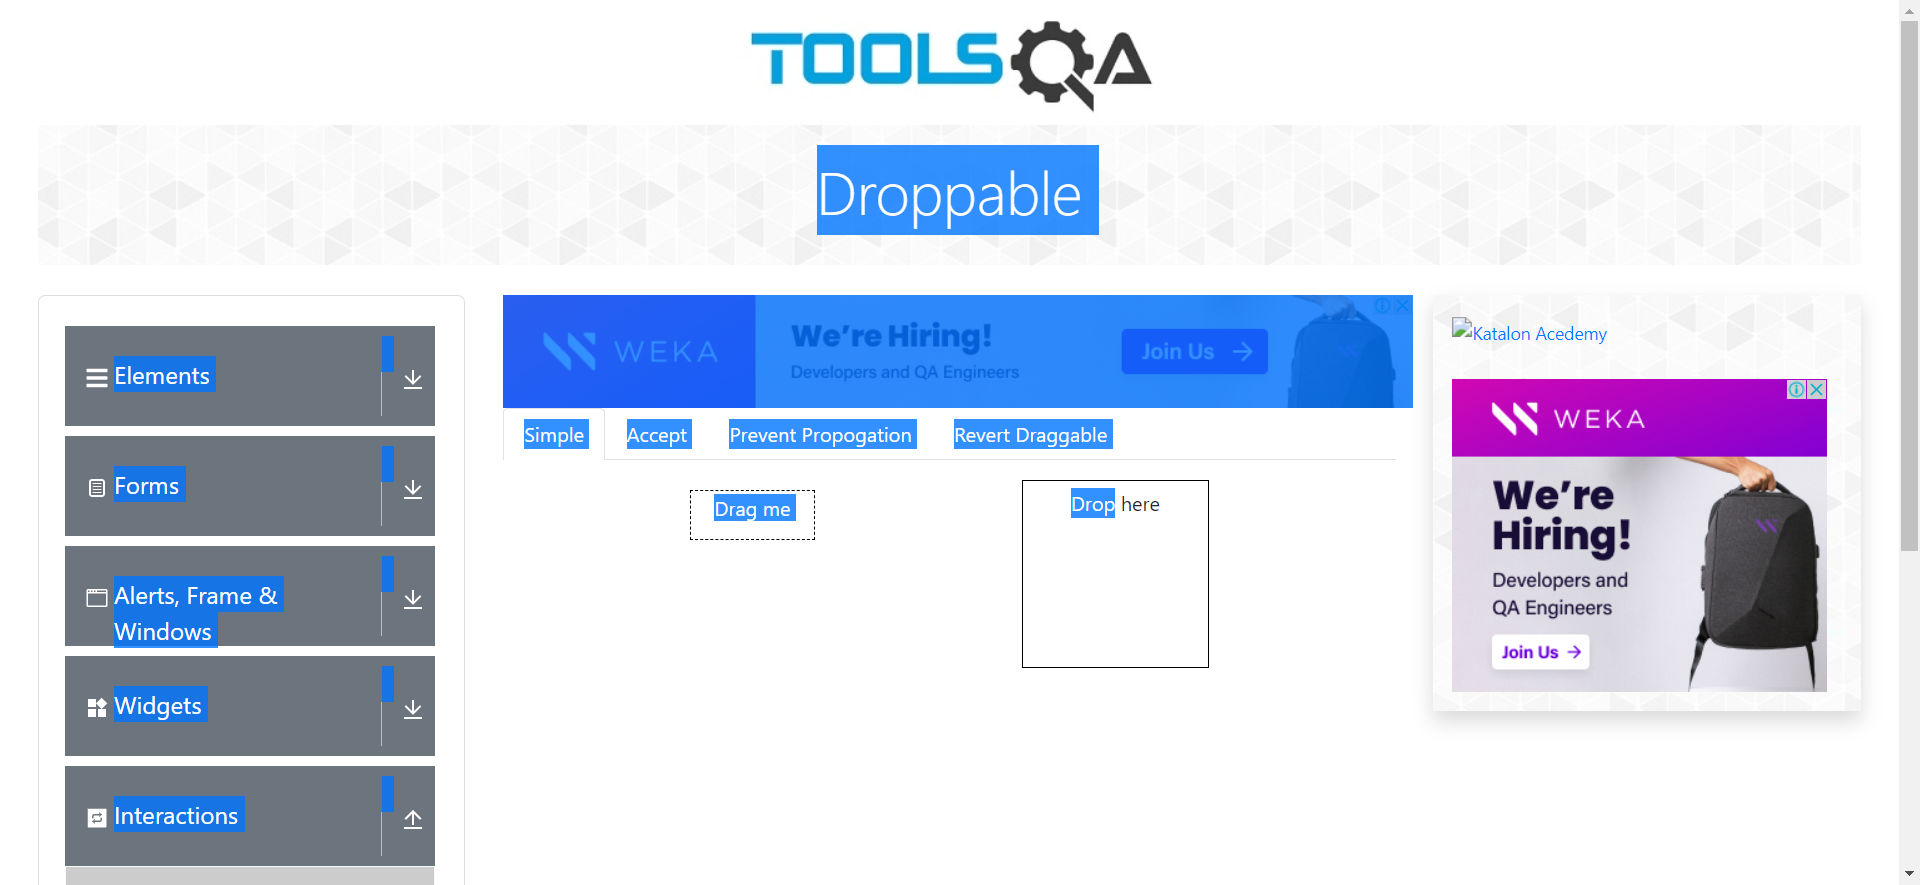 TOOLSQA
Droppable
Elements
Forms
Alerts, Frame &
Windows
Widgets
Interactions
WEKA
We're Hiring!
Developers and QA Engineers
Join Us
Simple
Accept
Prevent Propogation
Revert Draggable
Drag me
Drop here
Katalon Acedemy
WEKA
We're
Hiring!
Developers and
QA Engineers
Join Us